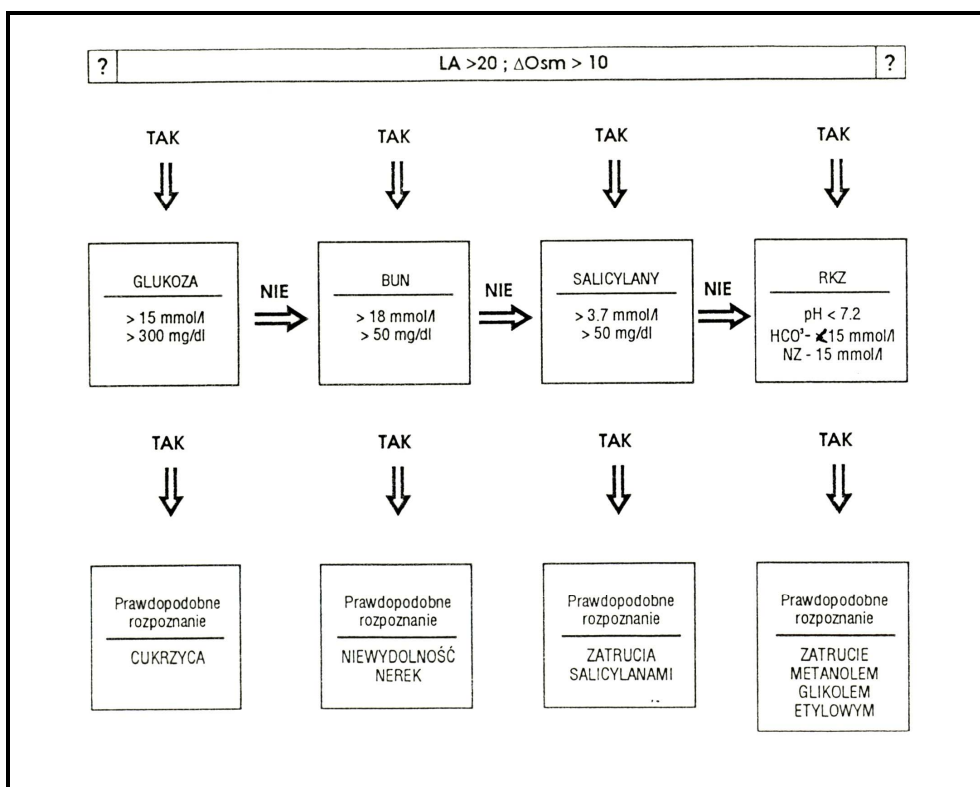 ? LA >20 ; ΔOsm > 10 ?
TAK TAK TAK TAK
GLUKOZA
> 15 mmol/l
> 300 mg/dl
NIE
BUN
> 18 mmol/l
> 50 mg/dl
NIE
SALICYLANY
> 3.7 mmol/l
> 50 mg/dl
NIE
RKZ
pH < 7.2
HCO³- <15 mmol/l
NZ - 15 mmol/l
TAK TAK TAK TAK
Prawdopodobne
rozpoznanie
CUKRZYCA
Prawdopodobne
rozpoznanie
NIEWYDOLNOŚĆ
NEREK
Prawdopodobne
rozpoznanie
ZATRUCIA
SALICYLANAMI
Prawdopodobne
rozpoznanie
ZATRUCIE
METANOLEM
GLIKOLEM
ETYLOWYM